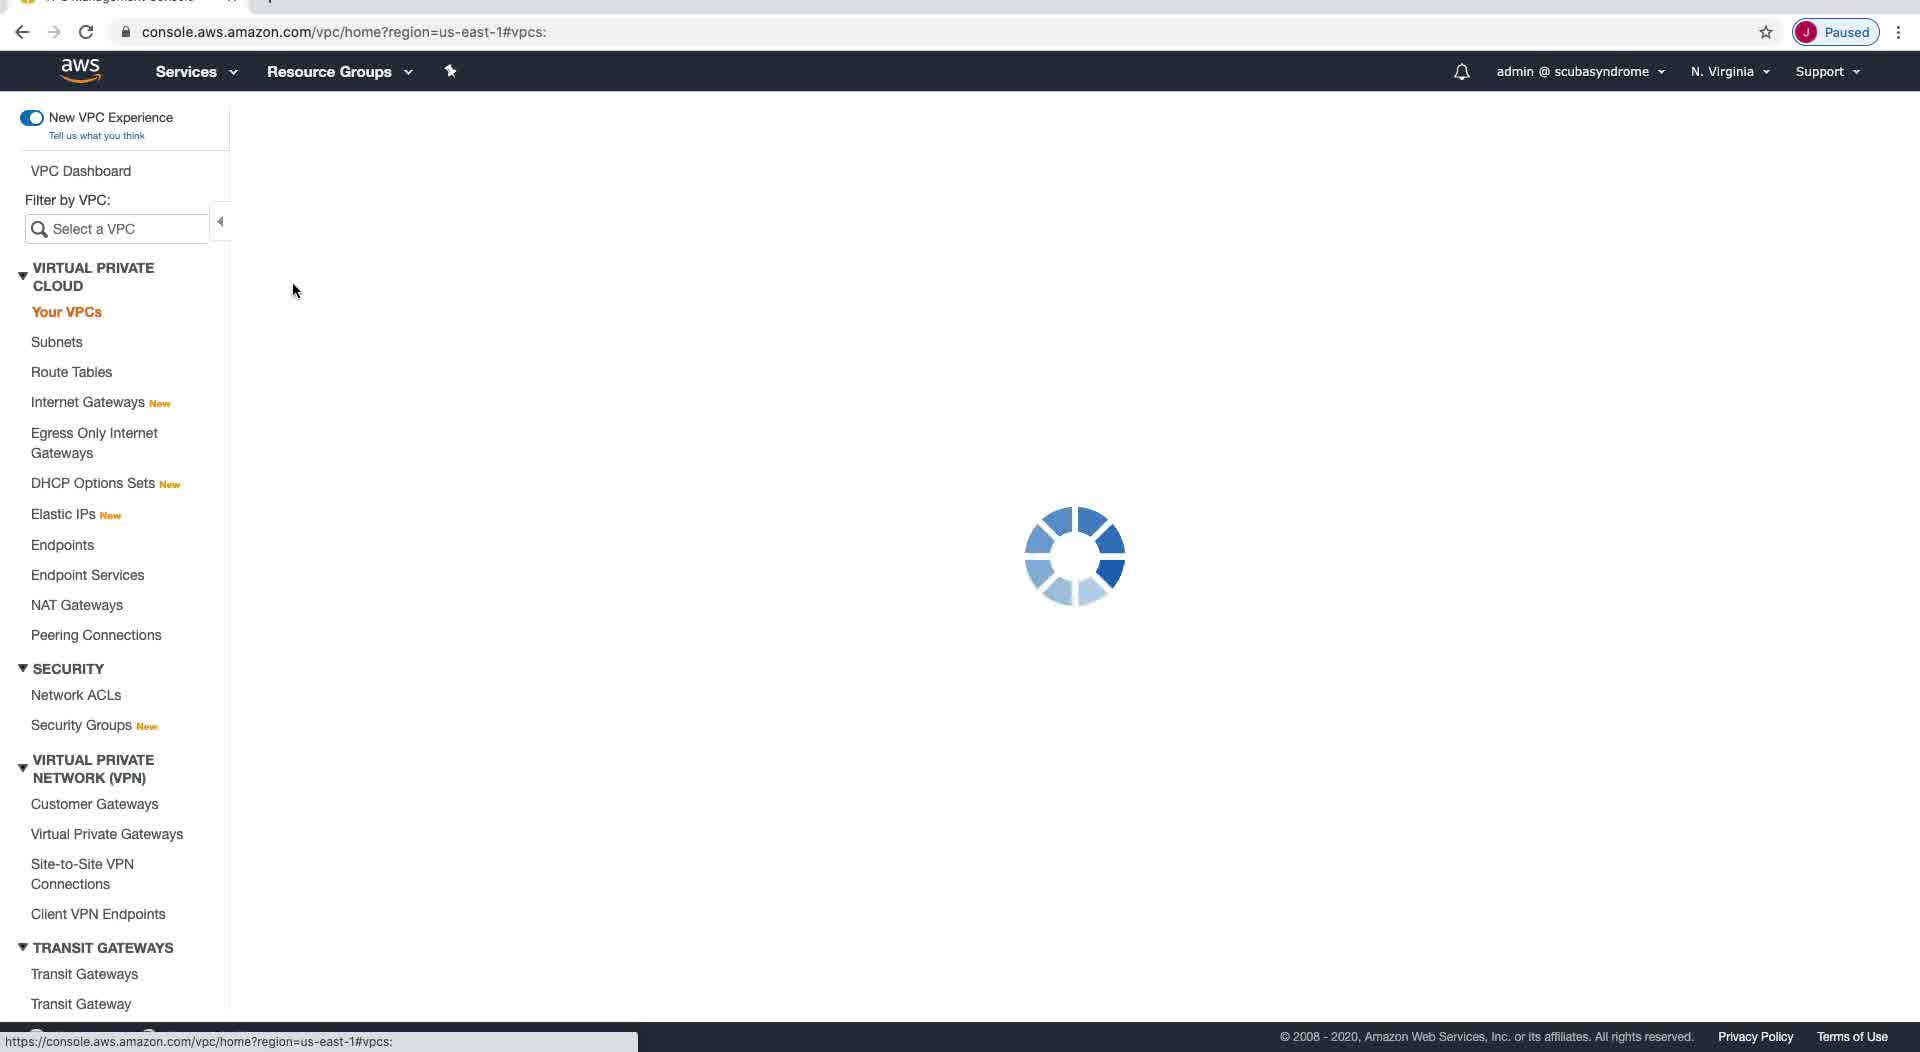 console.aws.amazon.com/vpc/home?region=us-east-1#vpcs:
J Paused
aws
Services
Resource Groups
admin @ scubasyndrome
N. Virginia
Support
New VPC Experience
Tell us what you think
VPC Dashboard
Filter by VPC:
Select a VPC
VIRTUAL PRIVATE
CLOUD
Your VPCs
Subnets
Route Tables
Internet Gateways New
Egress Only Internet
Gateways
DHCP Options Sets New
Elastic IPs New
Endpoints
Endpoint Services
NAT Gateways
Peering Connections
SECURITY
Network ACLs
Security Groups New
VIRTUAL PRIVATE
NETWORK (VPN)
Customer Gateways
Virtual Private Gateways
Site-to-Site VPN
Connections
Client VPN Endpoints
TRANSIT GATEWAYS
Transit Gateways
Transit Gateway
© 2008 - 2020, Amazon Web Services, Inc. or its affiliates. All rights reserved.
Privacy Policy
Terms of Use
https://console.aws.amazon.com/vpc/home?region=us-east-1#vpcs: